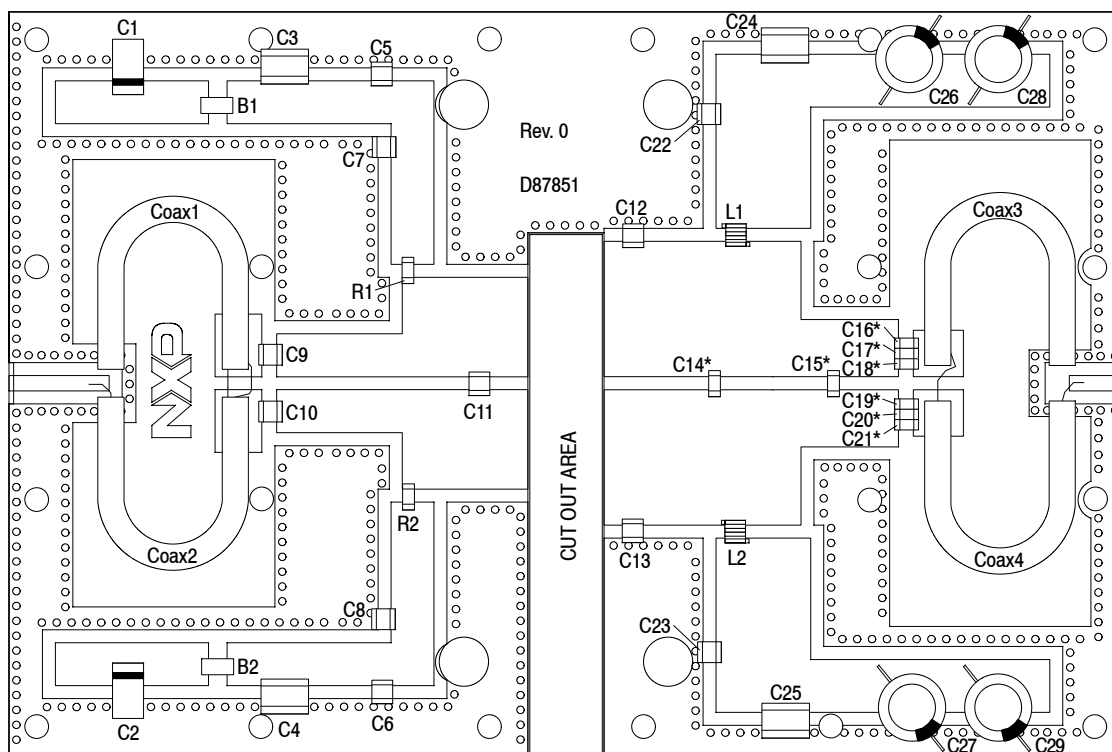 C1
C3
C5
C24
B1
C26
C28
C22
Rev. 0
C7
D87851
Coax1
C12
L1
Coax3
R1
C16*
C17*
C18*
C9
C14*
C15*
NXP
C10
C11
C19*
C20*
C21*
CUT OUT AREA
R2
Coax2
C13
L2
Coax4
C8
C23
B2
C25
C2
C4
C6
C27
C29